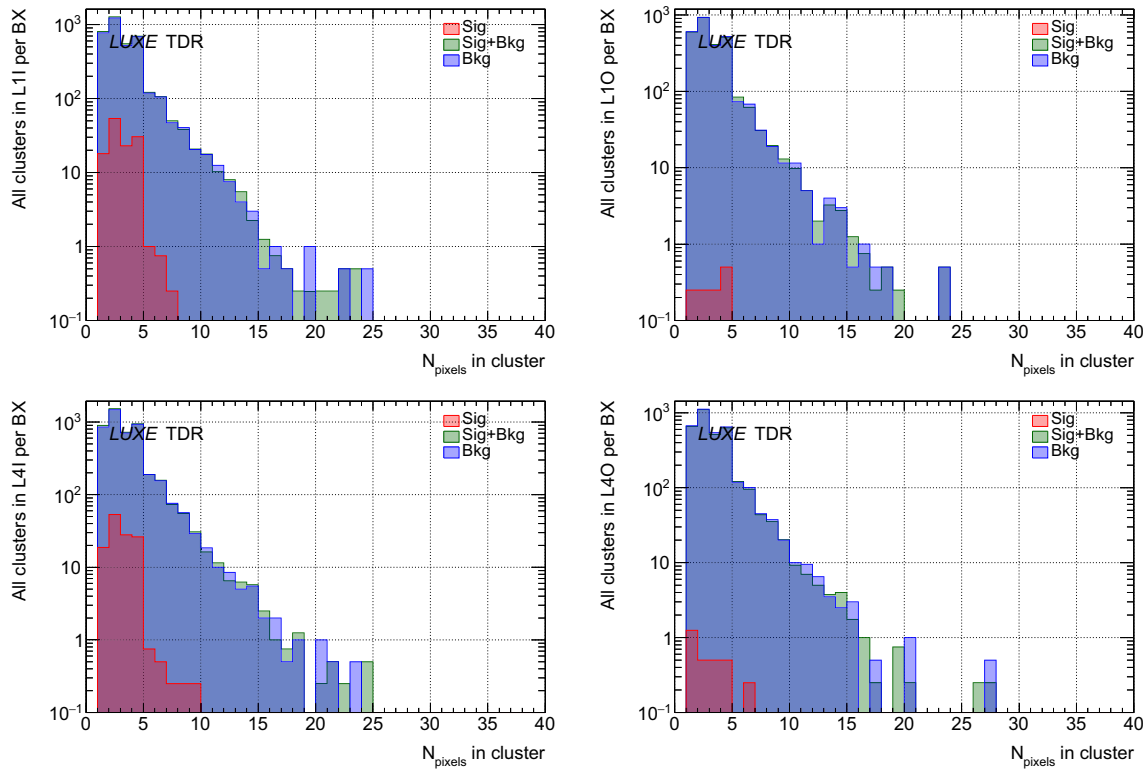 All clusters in L1I per BX
10³
10²
10
1
10⁻¹
LUXE TDR
Sig
Sig+Bkg
Bkg
0 5 10 15 20 25 30 35 40
N_pixels in cluster
All clusters in L1O per BX
10³
10²
10
1
10⁻¹
LUXE TDR
Sig
Sig+Bkg
Bkg
0 5 10 15 20 25 30 35 40
N_pixels in cluster
All clusters in L4I per BX
10³
10²
10
1
10⁻¹
LUXE TDR
Sig
Sig+Bkg
Bkg
0 5 10 15 20 25 30 35 40
N_pixels in cluster
All clusters in L4O per BX
10³
10²
10
1
10⁻¹
LUXE TDR
Sig
Sig+Bkg
Bkg
0 5 10 15 20 25 30 35 40
N_pixels in cluster